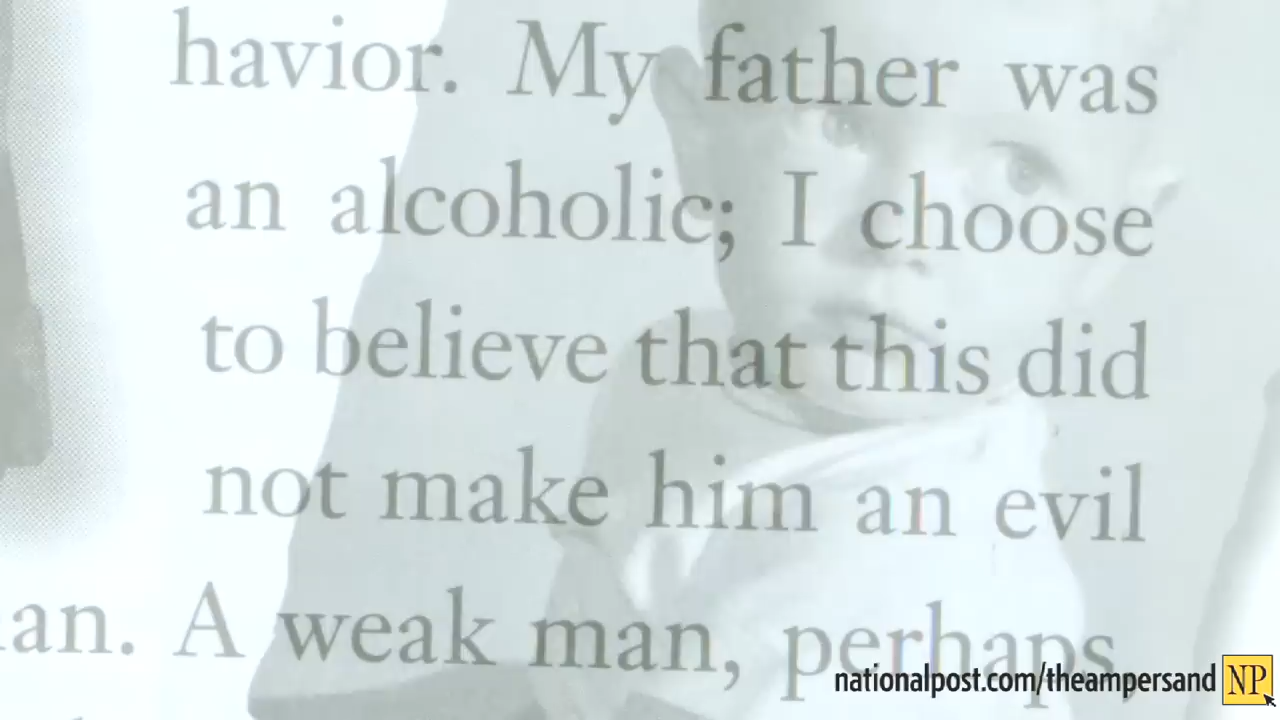 havior. My father was
an alcoholic; I choose
to believe that this did
not make him an evil
an. A weak man, perhaps
nationalpost.com/theampersand NP